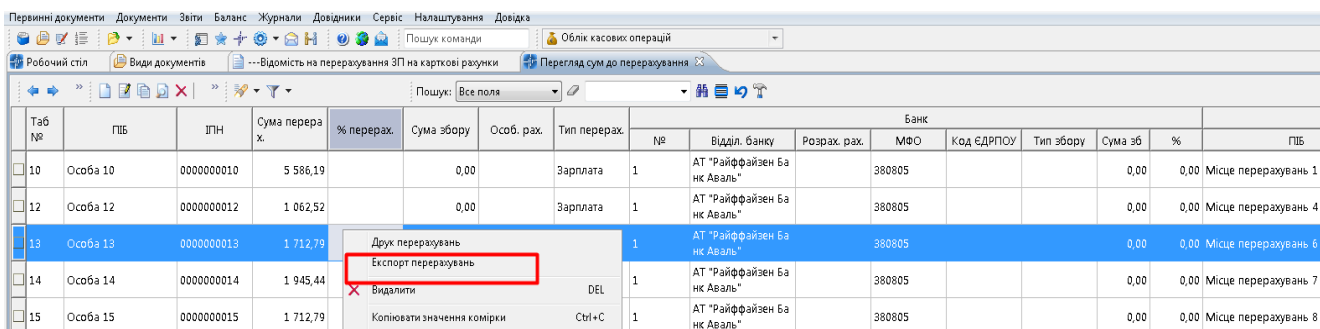 Первинні документи Документи Звіти Баланс Журнали Довідники Сервіс Налаштування Довідка
Пошук команди Облік касових операцій
Робочий стіл Види документів ---Відомість на перерахування ЗП на карткові рахунки Перегляд сум до перерахування
Пошук: Все поля
Таб № ПІБ ІПН Сума перерах. % перерах. Сума збору Особ. рах. Тип перерах. Банк
№ Відділ. банку Розрах. рах. МФО Код ЄДРПОУ Тип збору Сума зб % ПІБ
10 Особа 10 0000000010 5 586,19 0,00 Зарплата 1 АТ "Райффайзен Банк Аваль" 380805 0,00 0,00 Місце перерахувань 1
12 Особа 12 0000000012 1 062,52 0,00 Зарплата 1 АТ "Райффайзен Банк Аваль" 380805 0,00 0,00 Місце перерахувань 4
13 Особа 13 0000000013 1 712,79 1 АТ "Райффайзен Банк Аваль" 380805 0,00 0,00 Місце перерахувань 6
14 Особа 14 0000000014 1 945,44 1 АТ "Райффайзен Банк Аваль" 380805 0,00 0,00 Місце перерахувань 7
15 Особа 15 0000000015 1 712,79 1 АТ "Райффайзен Банк Аваль" 380805 0,00 0,00 Місце перерахувань 8
Друк перерахувань
Експорт перерахувань
Видалити DEL
Копіювати значення комірки Ctrl+C